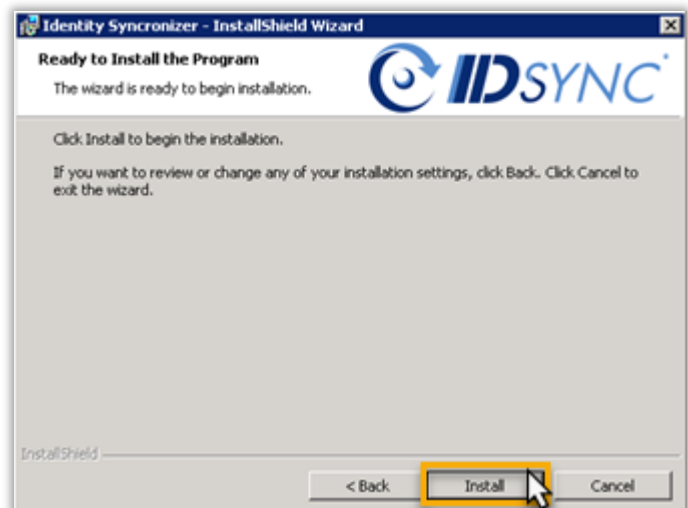 Identity Syncronizer - InstallShield Wizard
Ready to Install the Program
The wizard is ready to begin installation.
IDSYNC
Click Install to begin the installation.
If you want to review or change any of your installation settings, click Back. Click Cancel to
exit the wizard.
InstallShield
< Back
Install
Cancel